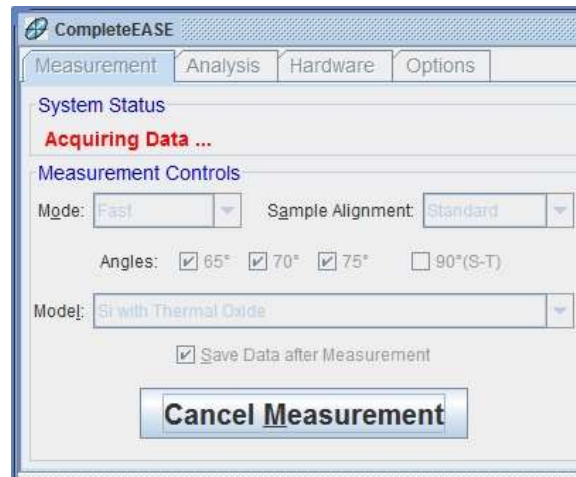 CompleteEASE
Measurement Analysis Hardware Options
System Status
Acquiring Data ...
Measurement Controls
Mode: Fast Sample Alignment: Standard
Angles: 65° 70° 75° 90°(S-T)
Model: Si with Thermal Oxide
Save Data after Measurement
Cancel Measurement